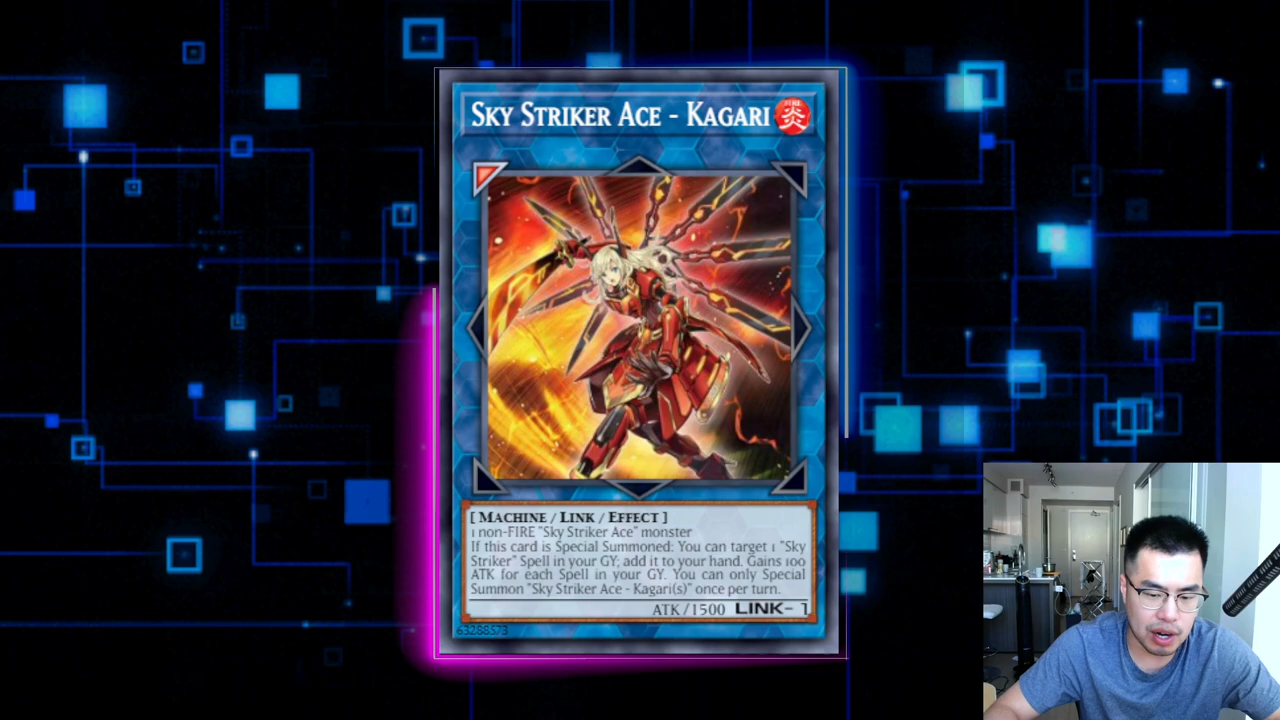 SKY STRIKER ACE - KAGARI
FIRE
炎
[ MACHINE / LINK / EFFECT ]
1 non-FIRE "Sky Striker Ace" monster
If this card is Special Summoned: You can target 1 "Sky
Striker" Spell in your GY; add it to your hand. Gains 100
ATK for each Spell in your GY. You can only Special
Summon "Sky Striker Ace - Kagari(s)" once per turn.
ATK/1500 LINK-1
63288573